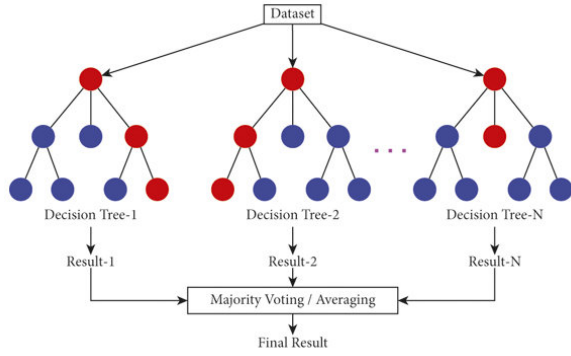 Dataset
. . .
Decision Tree-1
Decision Tree-2
Decision Tree-N
Result-1
Result-2
Result-N
Majority Voting / Averaging
Final Result